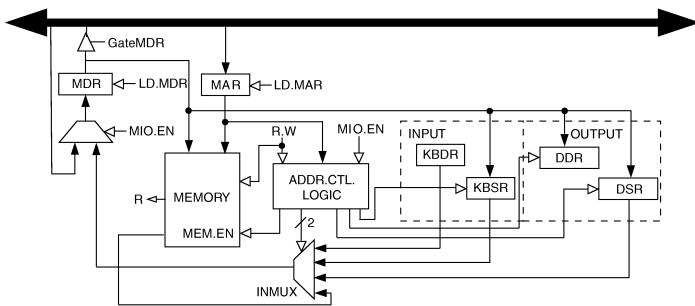 GateMDR
MDR
LD.MDR
MAR
LD.MAR
MIO.EN
R.W
MIO.EN
INPUT
OUTPUT
KBDR
DDR
MEMORY
ADDR.CTL.
LOGIC
KBSR
DSR
R
MEM.EN
2
INMUX